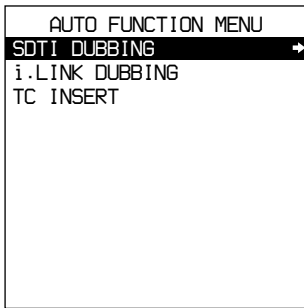 AUTO FUNCTION MENU
SDTI DUBBING
i.LINK DUBBING
TC INSERT